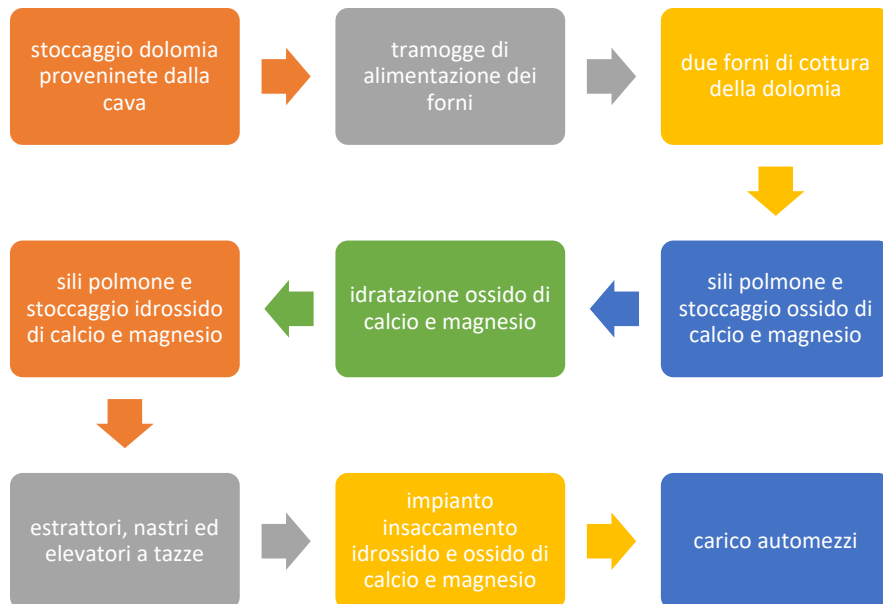 stoccaggio dolomia
proveninete dalla
cava
tramogge di
alimentazione dei
forni
due forni di cottura
della dolomia
sili polmone e
stoccaggio ossido di
calcio e magnesio
idratazione ossido di
calcio e magnesio
sili polmone e
stoccaggio idrossido
di calcio e magnesio
estrattori, nastri ed
elevatori a tazze
impianto
insaccamento
idrossido e ossido di
calcio e magnesio
carico automezzi